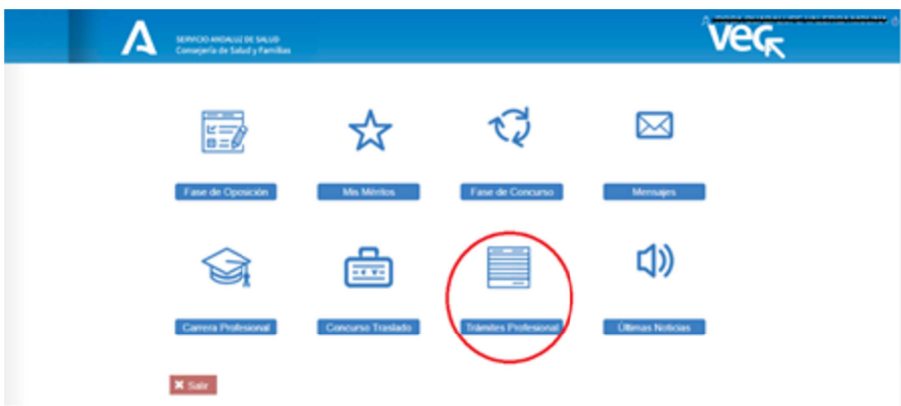 SERVICIO ANDALUZ DE SALUD
Consejería de Salud y Familias
VEC
Fase de Oposición
Mis Méritos
Fase de Concurso
Mensajes
Carrera Profesional
Concurso Traslado
Trámites Profesional
Últimas Noticias
Salir